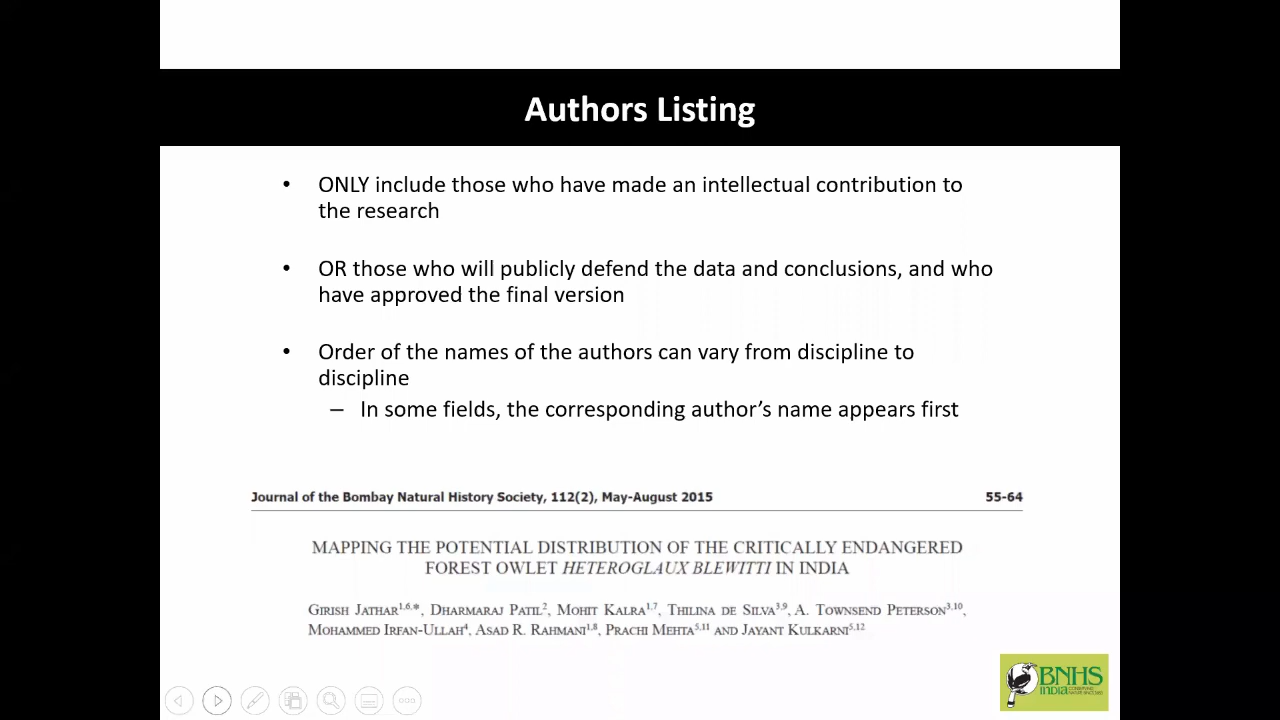 Authors Listing
• ONLY include those who have made an intellectual contribution to
the research
• OR those who will publicly defend the data and conclusions, and who
have approved the final version
• Order of the names of the authors can vary from discipline to
discipline
– In some fields, the corresponding author’s name appears first
Journal of the Bombay Natural History Society, 112(2), May-August 2015 55-64
MAPPING THE POTENTIAL DISTRIBUTION OF THE CRITICALLY ENDANGERED
FOREST OWLET HETEROGLAUX BLEWITTI IN INDIA
GIRISH JATHAR1,6,*, DHARMARAJ PATIL2, MOHIT KALRA1,7, THILINA DE SILVA3,9, A. TOWNSEND PETERSON3,10,
MOHAMMED IRFAN-ULLAH4, ASAD R. RAHMANI1,8, PRACHI MEHTA5,11 AND JAYANT KULKARNI5,12
BNHS
INDIA